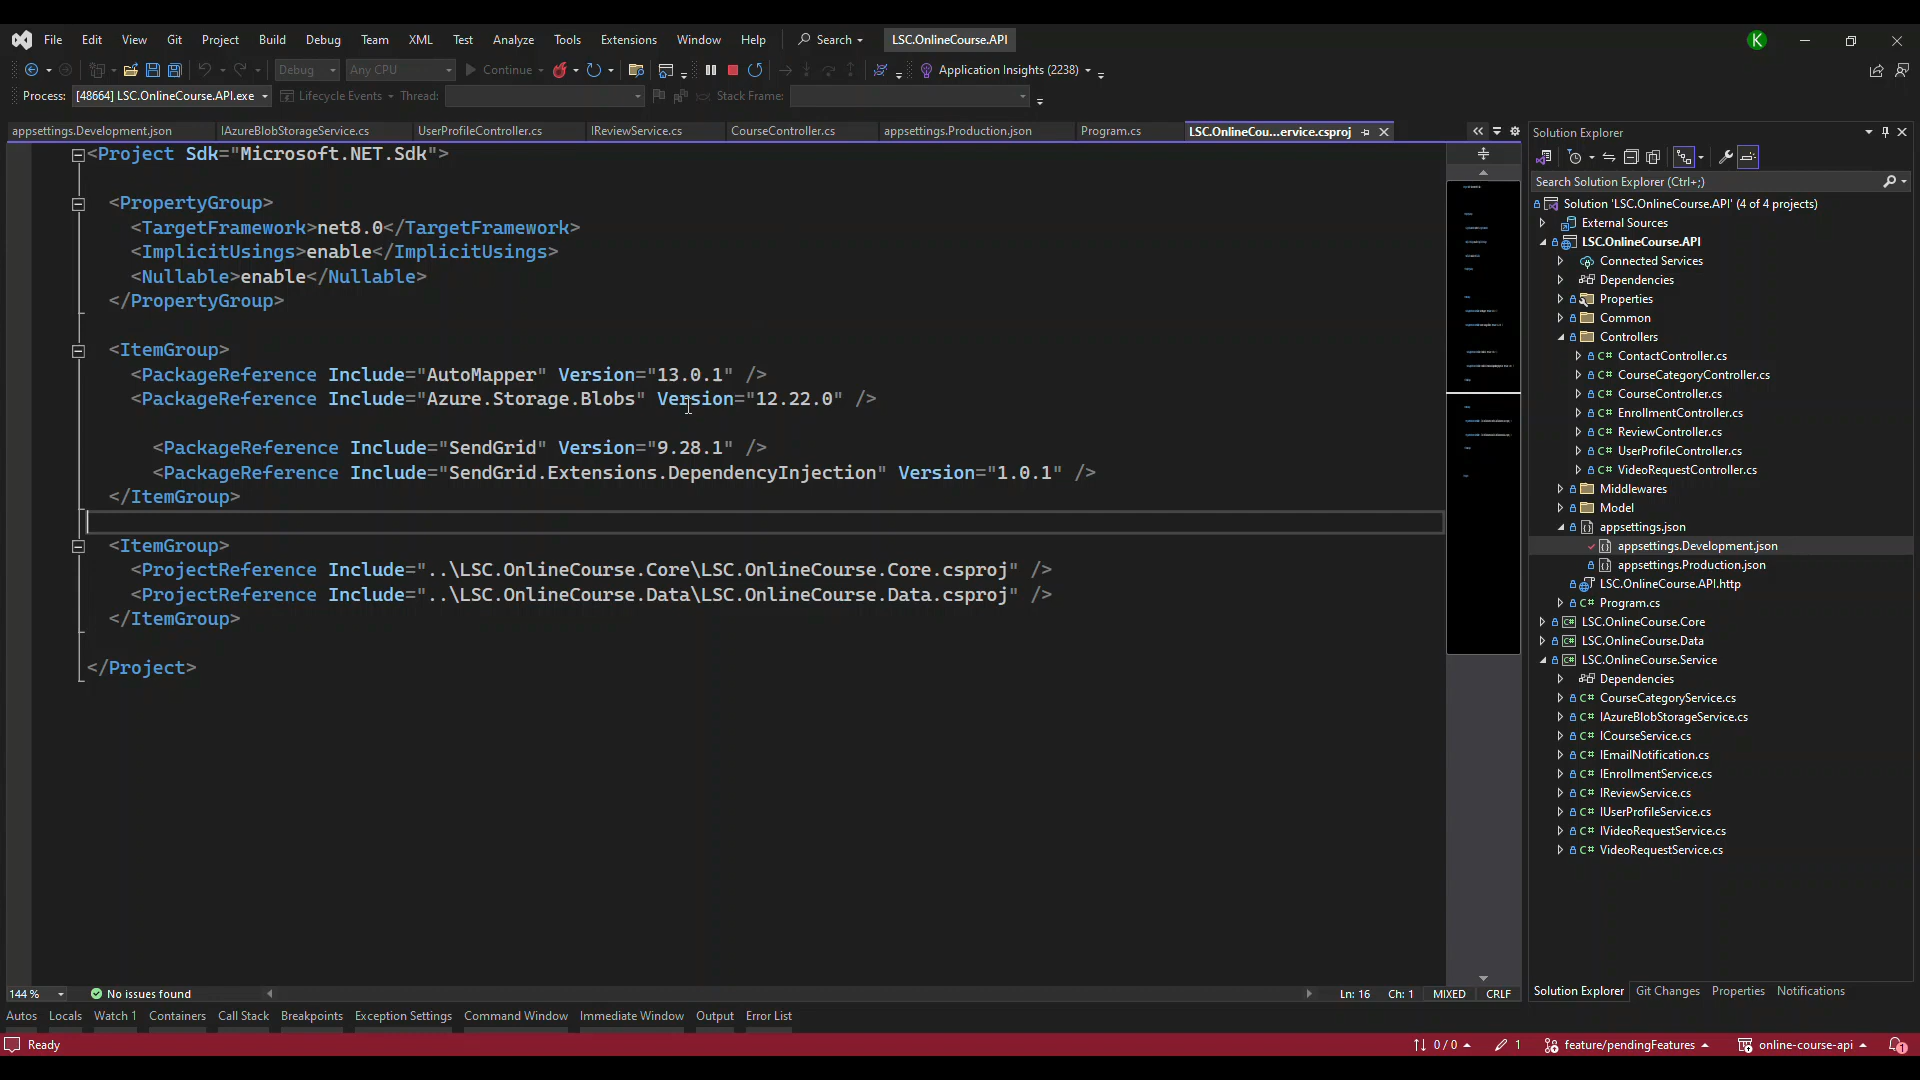 File Edit View Git Project Build Debug Team XML Test Analyze Tools Extensions Window Help Search LSC.OnlineCourse.API K
Debug Any CPU Continue Application Insights (2238)
Process: [48664] LSC.OnlineCourse.API.exe Lifecycle Events Thread: Stack Frame:
appsettings.Development.json IAzureBlobStorageService.cs UserProfileController.cs IReviewService.cs CourseController.cs appsettings.Production.json Program.cs LSC.OnlineCou...ervice.csproj
<Project Sdk="Microsoft.NET.Sdk">
<PropertyGroup>
<TargetFramework>net8.0</TargetFramework>
<ImplicitUsings>enable</ImplicitUsings>
<Nullable>enable</Nullable>
</PropertyGroup>
<ItemGroup>
<PackageReference Include="AutoMapper" Version="13.0.1" />
<PackageReference Include="Azure.Storage.Blobs" Version="12.22.0" />
<PackageReference Include="SendGrid" Version="9.28.1" />
<PackageReference Include="SendGrid.Extensions.DependencyInjection" Version="1.0.1" />
</ItemGroup>
<ItemGroup>
<ProjectReference Include="..\LSC.OnlineCourse.Core\LSC.OnlineCourse.Core.csproj" />
<ProjectReference Include="..\LSC.OnlineCourse.Data\LSC.OnlineCourse.Data.csproj" />
</ItemGroup>
</Project>
Solution Explorer
Search Solution Explorer (Ctrl+;)
Solution 'LSC.OnlineCourse.API' (4 of 4 projects)
External Sources
LSC.OnlineCourse.API
Connected Services
Dependencies
Properties
Common
Controllers
C# ContactController.cs
C# CourseCategoryController.cs
C# CourseController.cs
C# EnrollmentController.cs
C# ReviewController.cs
C# UserProfileController.cs
C# VideoRequestController.cs
Middlewares
Model
appsettings.json
appsettings.Development.json
appsettings.Production.json
LSC.OnlineCourse.API.http
C# Program.cs
C# LSC.OnlineCourse.Core
C# LSC.OnlineCourse.Data
C# LSC.OnlineCourse.Service
Dependencies
C# CourseCategoryService.cs
C# IAzureBlobStorageService.cs
C# ICourseService.cs
C# IEmailNotification.cs
C# IEnrollmentService.cs
C# IReviewService.cs
C# IUserProfileService.cs
C# IVideoRequestService.cs
C# VideoRequestService.cs
144 % No issues found Ln: 16 Ch: 1 MIXED CRLF
Solution Explorer Git Changes Properties Notifications
Autos Locals Watch 1 Containers Call Stack Breakpoints Exception Settings Command Window Immediate Window Output Error List
Ready 0 / 0 1 feature/pendingFeatures online-course-api 1